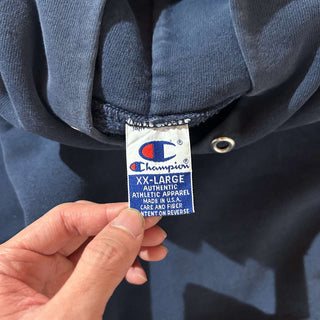 Champion®
XX-LARGE
AUTHENTIC
ATHLETIC APPAREL
MADE IN U.S.A.
CARE AND FIBER
CONTENT ON REVERSE